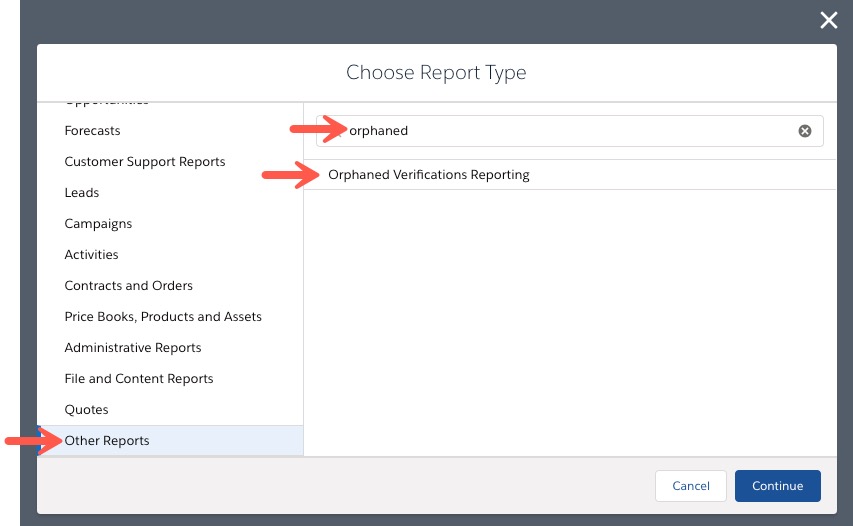 Choose Report Type
Opportunities
Forecasts
Customer Support Reports
Leads
Campaigns
Activities
Contracts and Orders
Price Books, Products and Assets
Administrative Reports
File and Content Reports
Quotes
Other Reports
orphaned
Orphaned Verifications Reporting
Cancel
Continue